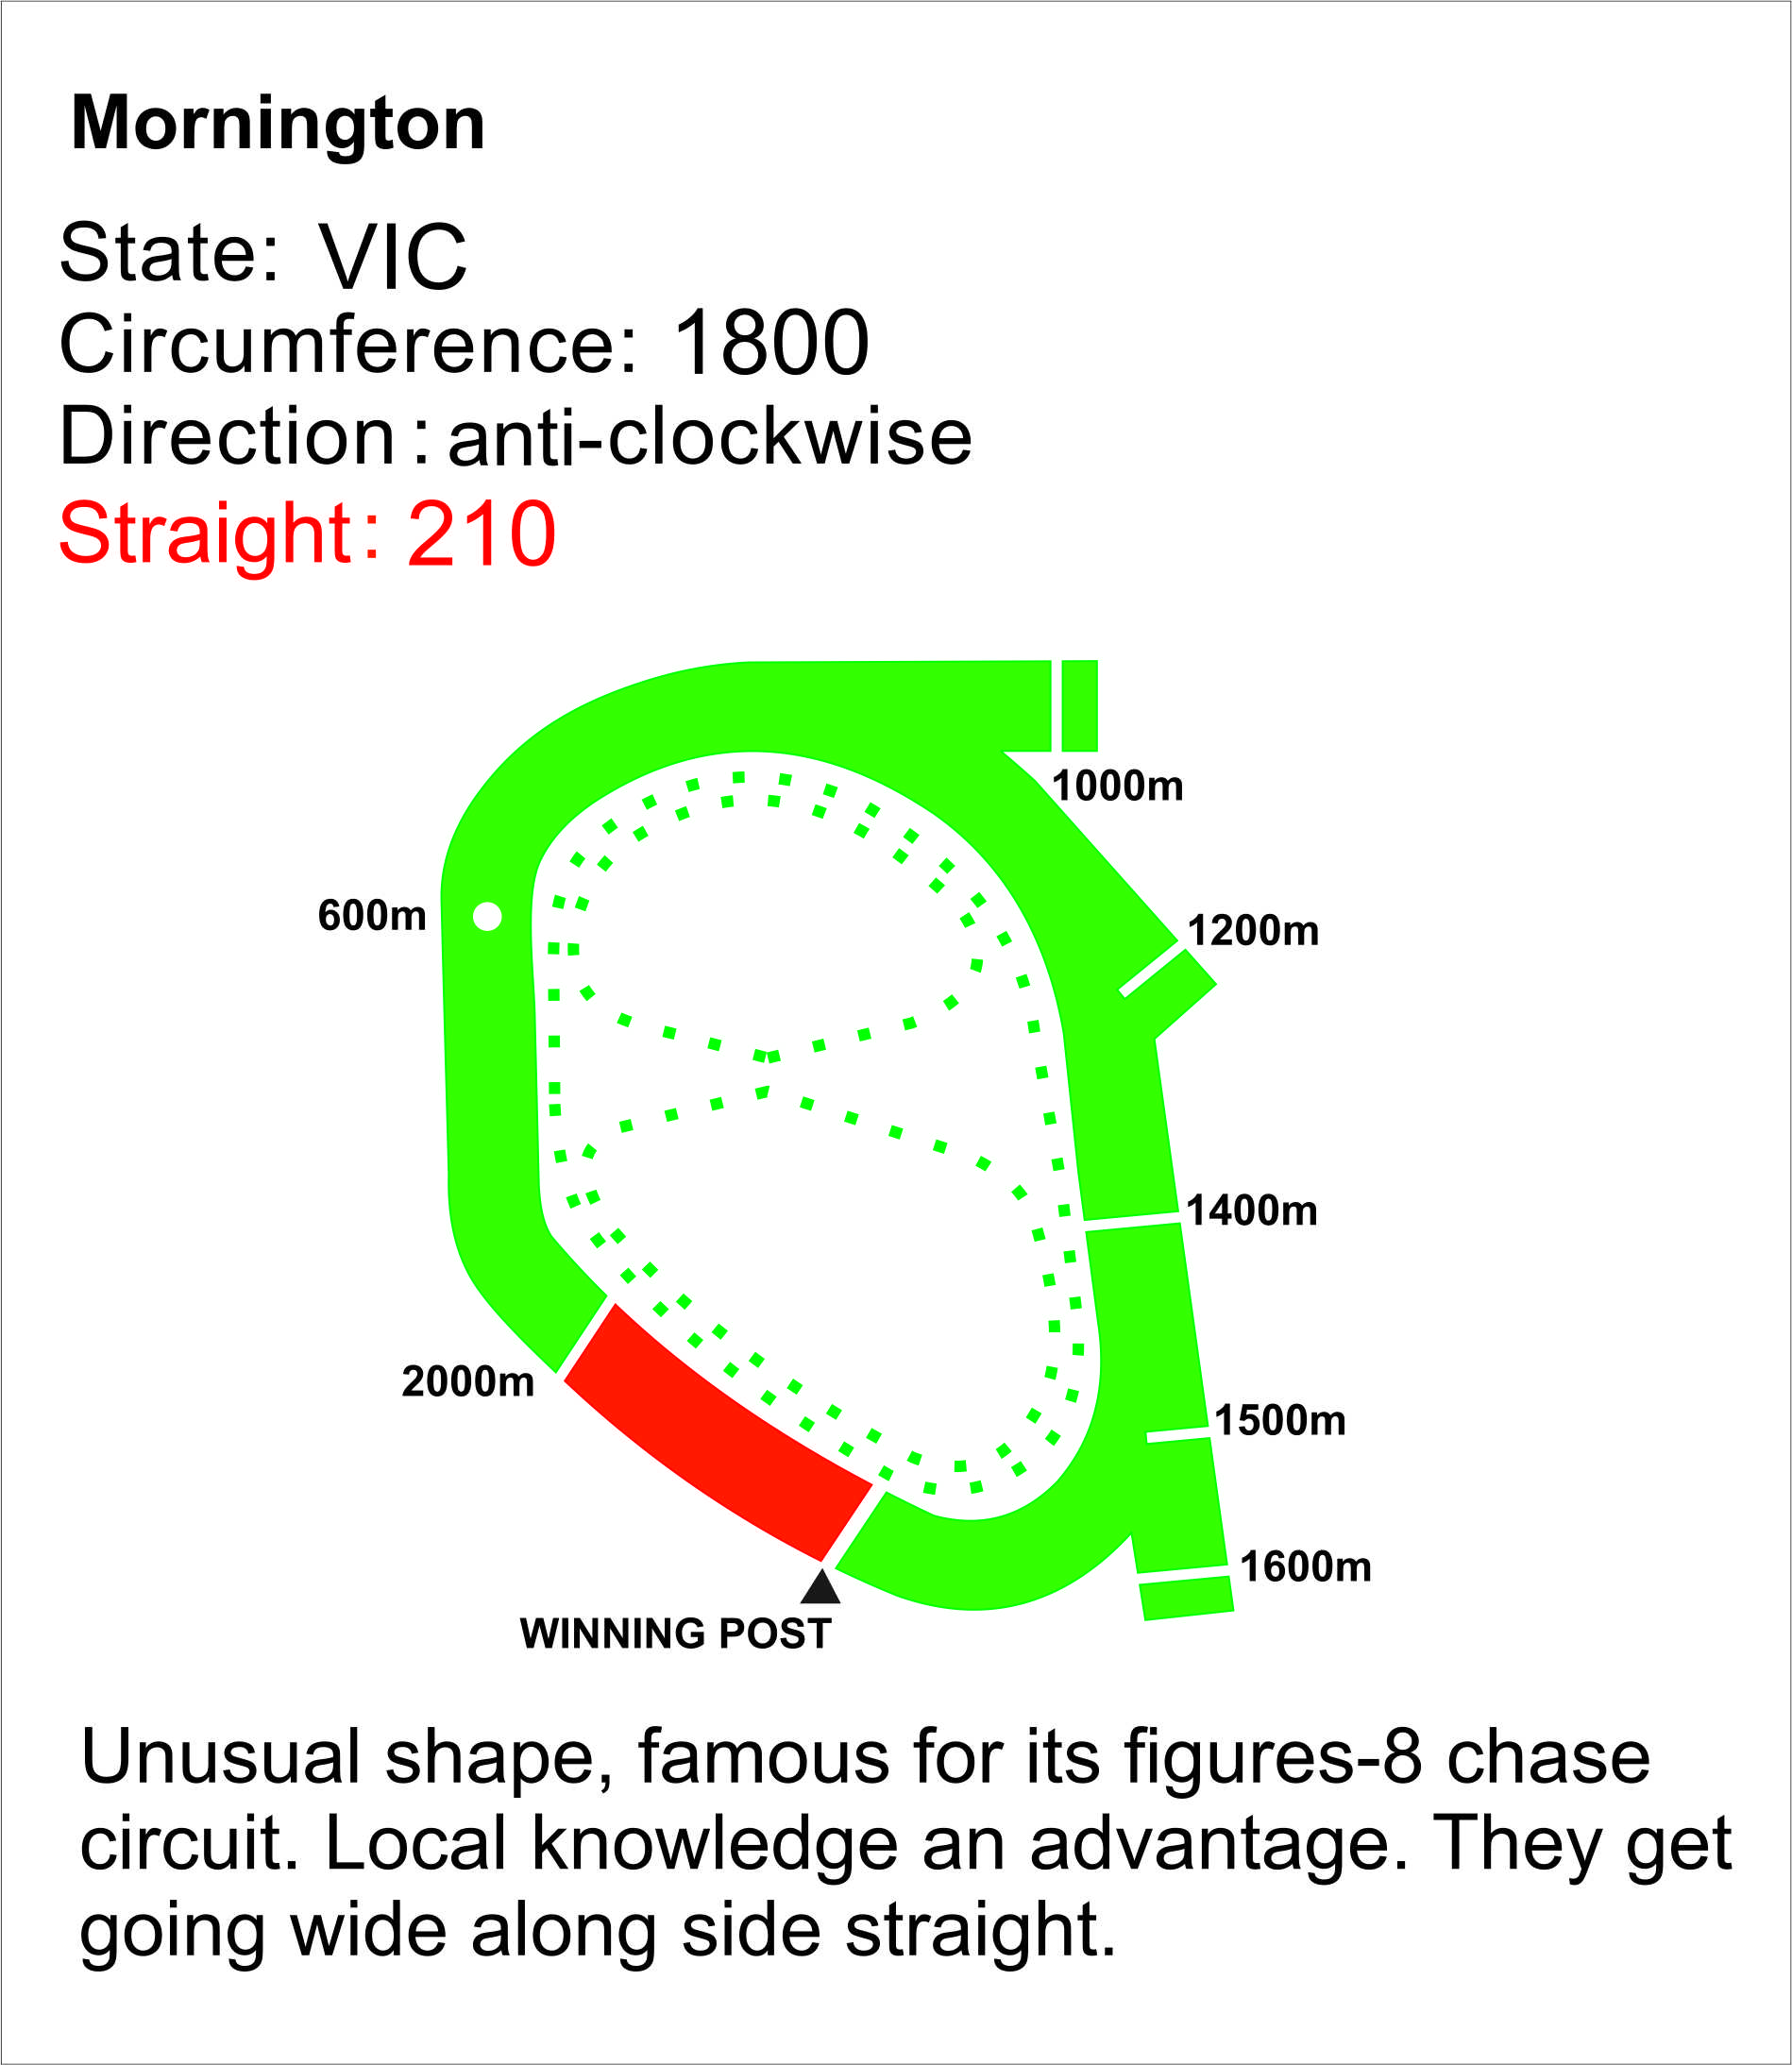 Mornington
State: VIC
Circumference: 1800
Direction : anti-clockwise
Straight: 210
1000m
600m
1200m
1400m
2000m
1500m
1600m
WINNING POST
Unusual shape, famous for its figures-8 chase
circuit. Local knowledge an advantage. They get
going wide along side straight.